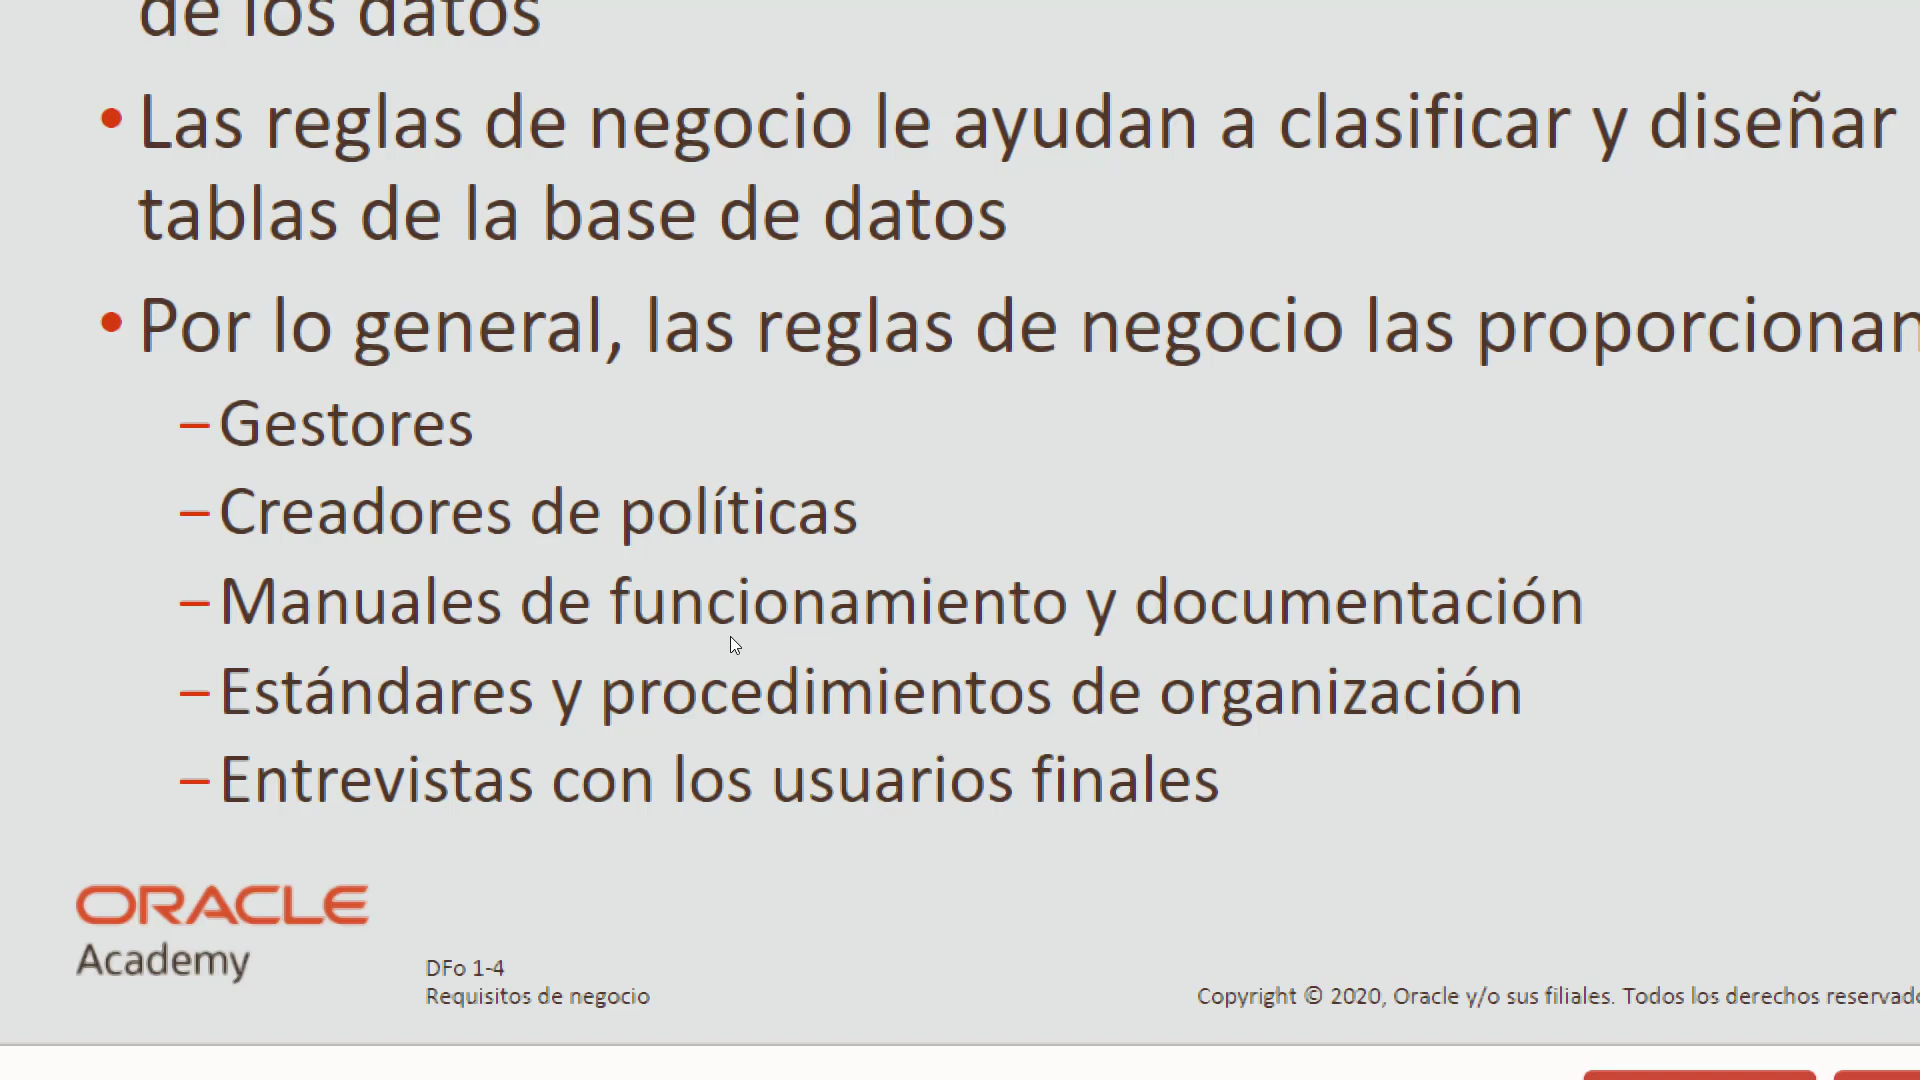 de los datos
• Las reglas de negocio le ayudan a clasificar y diseñar
tablas de la base de datos
• Por lo general, las reglas de negocio las proporcionan
– Gestores
– Creadores de políticas
– Manuales de funcionamiento y documentación
– Estándares y procedimientos de organización
– Entrevistas con los usuarios finales
ORACLE
Academy
DFo 1-4
Requisitos de negocio
Copyright © 2020, Oracle y/o sus filiales. Todos los derechos